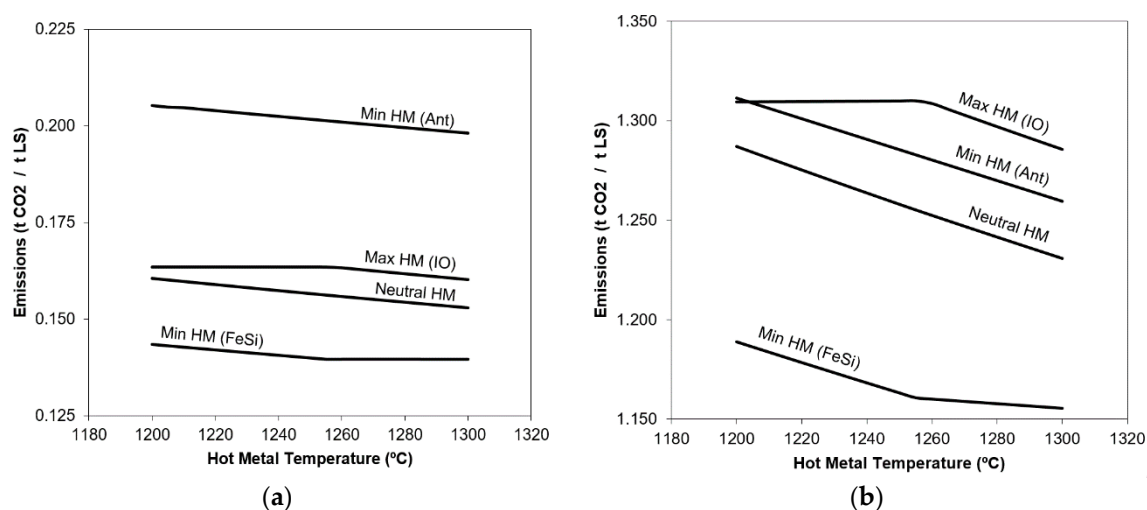 0.225
0.200
0.175
0.150
0.125
Emissions (t CO2 / t LS)
Min HM (Ant)
Max HM (IO)
Neutral HM
Min HM (FeSi)
1180 1200 1220 1240 1260 1280 1300 1320
Hot Metal Temperature (ºC)
(a)
1.350
1.300
1.250
1.200
1.150
Emissions (t CO2 / t LS)
Max HM (IO)
Min HM (Ant)
Neutral HM
Min HM (FeSi)
1180 1200 1220 1240 1260 1280 1300 1320
Hot Metal Temperature (ºC)
(b)